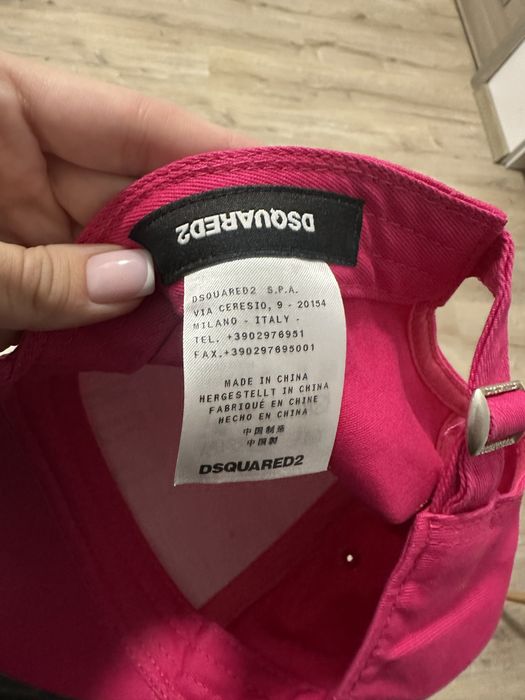 DSQUARED2
DSQUARED2 S.P.A.
VIA CERESIO, 9 - 20154
MILANO - ITALY -
TEL. +3902976951
FAX.+390297695001
MADE IN CHINA
HERGESTELLT IN CHINA
FABRIQUÉ EN CHINE
HECHO EN CHINA
中国制造
中国製
DSQUARED2